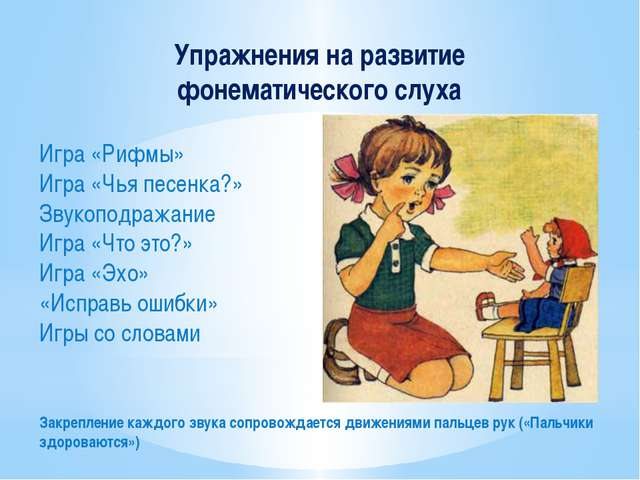 Упражнения на развитие
фонематического слуха
Игра «Рифмы»
Игра «Чья песенка?»
Звукоподражание
Игра «Что это?»
Игра «Эхо»
«Исправь ошибки»
Игры со словами
Закрепление каждого звука сопровождается движениями пальцев рук («Пальчики
здороваются»)